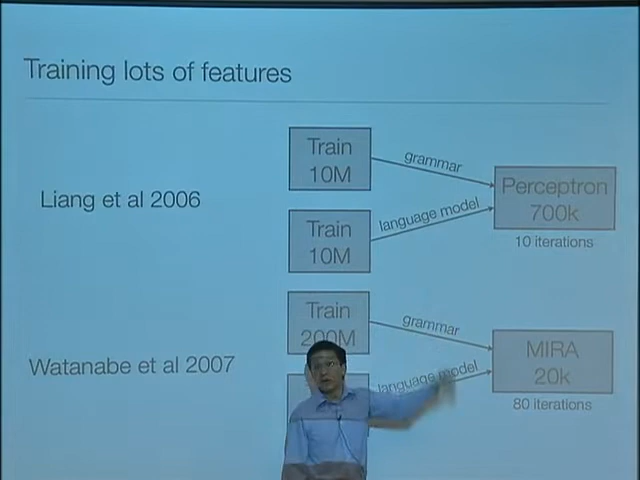 Training lots of features
Liang et al 2006
Train
10M
grammar
Perceptron
700k
10 iterations
Train
10M
language model
Watanabe et al 2007
Train
200M
grammar
MIRA
20k
80 iterations
language model